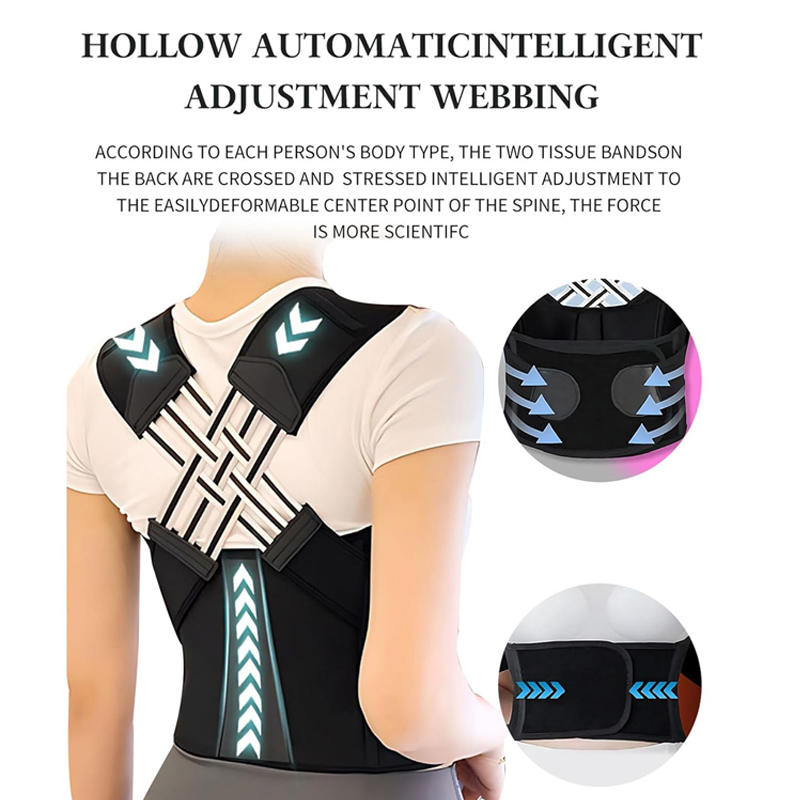 HOLLOW AUTOMATICINTELLIGENT
ADJUSTMENT WEBBING
ACCORDING TO EACH PERSON'S BODY TYPE, THE TWO TISSUE BANDSON
THE BACK ARE CROSSED AND STRESSED INTELLIGENT ADJUSTMENT TO
THE EASILYDEFORMABLE CENTER POINT OF THE SPINE, THE FORCE
IS MORE SCIENTIFC